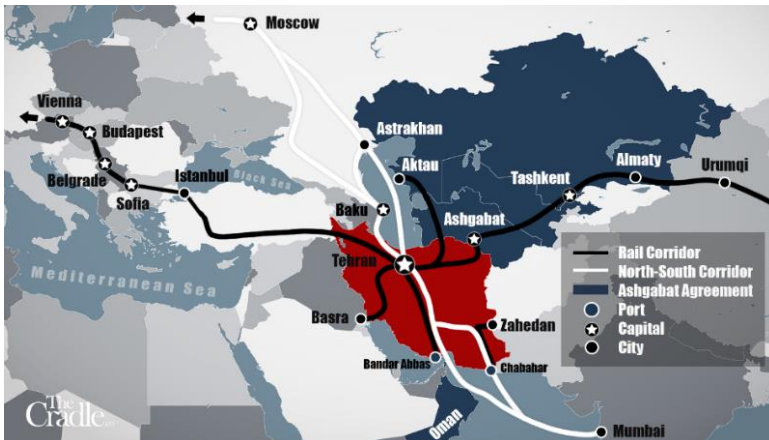 Moscow
Vienna
Budapest
Belgrade
Sofia
Istanbul
Black Sea
Astrakhan
Aktau
Baku
Tashkent
Almaty
Urumqi
Ashgabat
Tehran
Mediterranean Sea
Basra
Zahedan
Bandar Abbas
Chabahar
Oman
Mumbai
Rail Corridor
North-South Corridor
Ashgabat Agreement
Port
Capital
City
The
Cradle